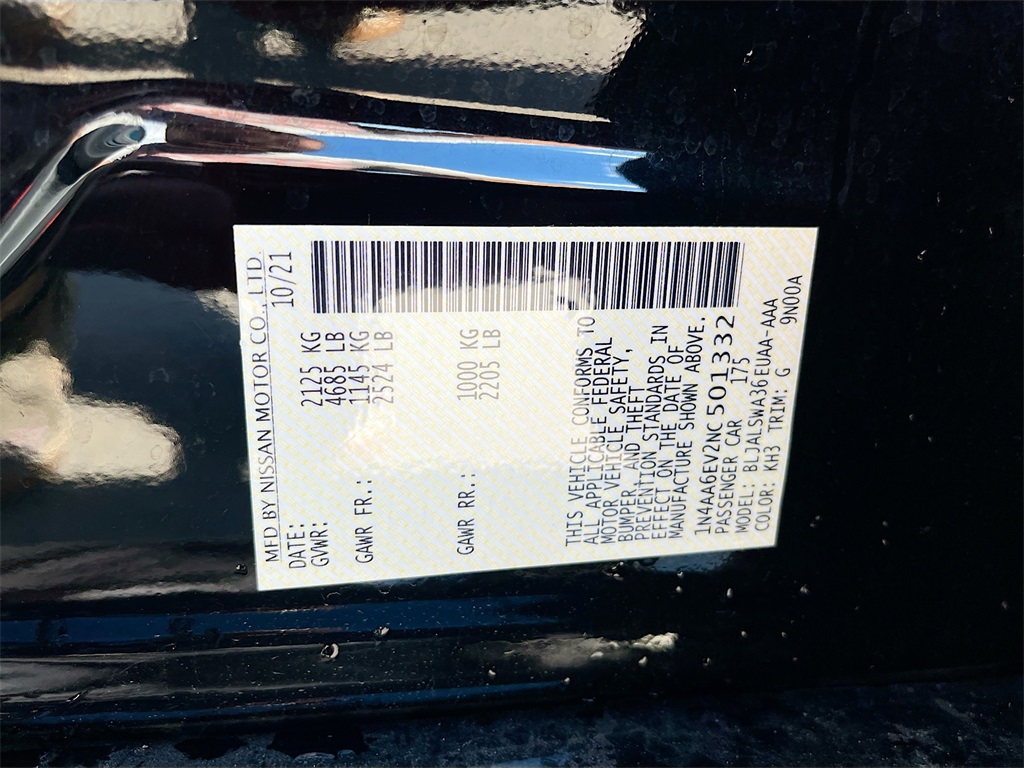 MFD BY NISSAN MOTOR CO., LTD
DATE: 10/21
GVWR: 2125 KG
4685 LB
GAWR FR.: 1145 KG
2524 LB
GAWR RR.: 1000 KG
2205 LB
THIS VEHICLE CONFORMS TO
ALL APPLICABLE FEDERAL
MOTOR VEHICLE SAFETY,
BUMPER, AND THEFT
PREVENTION STANDARDS IN
EFFECT ON THE DATE OF
MANUFACTURE SHOWN ABOVE.
1N4AA6EV2NC501332
PASSENGER CAR 175
MODEL: BLJALSWA36EUAA-AAA
COLOR: KH3 TRIM: G 9N00A